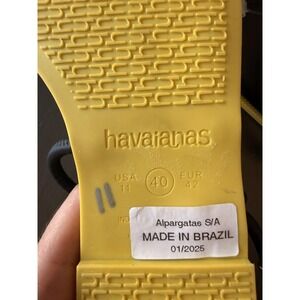 havaianas
USA 40 EUR
11 42
Alpargatas S/A
MADE IN BRAZIL
01/2025